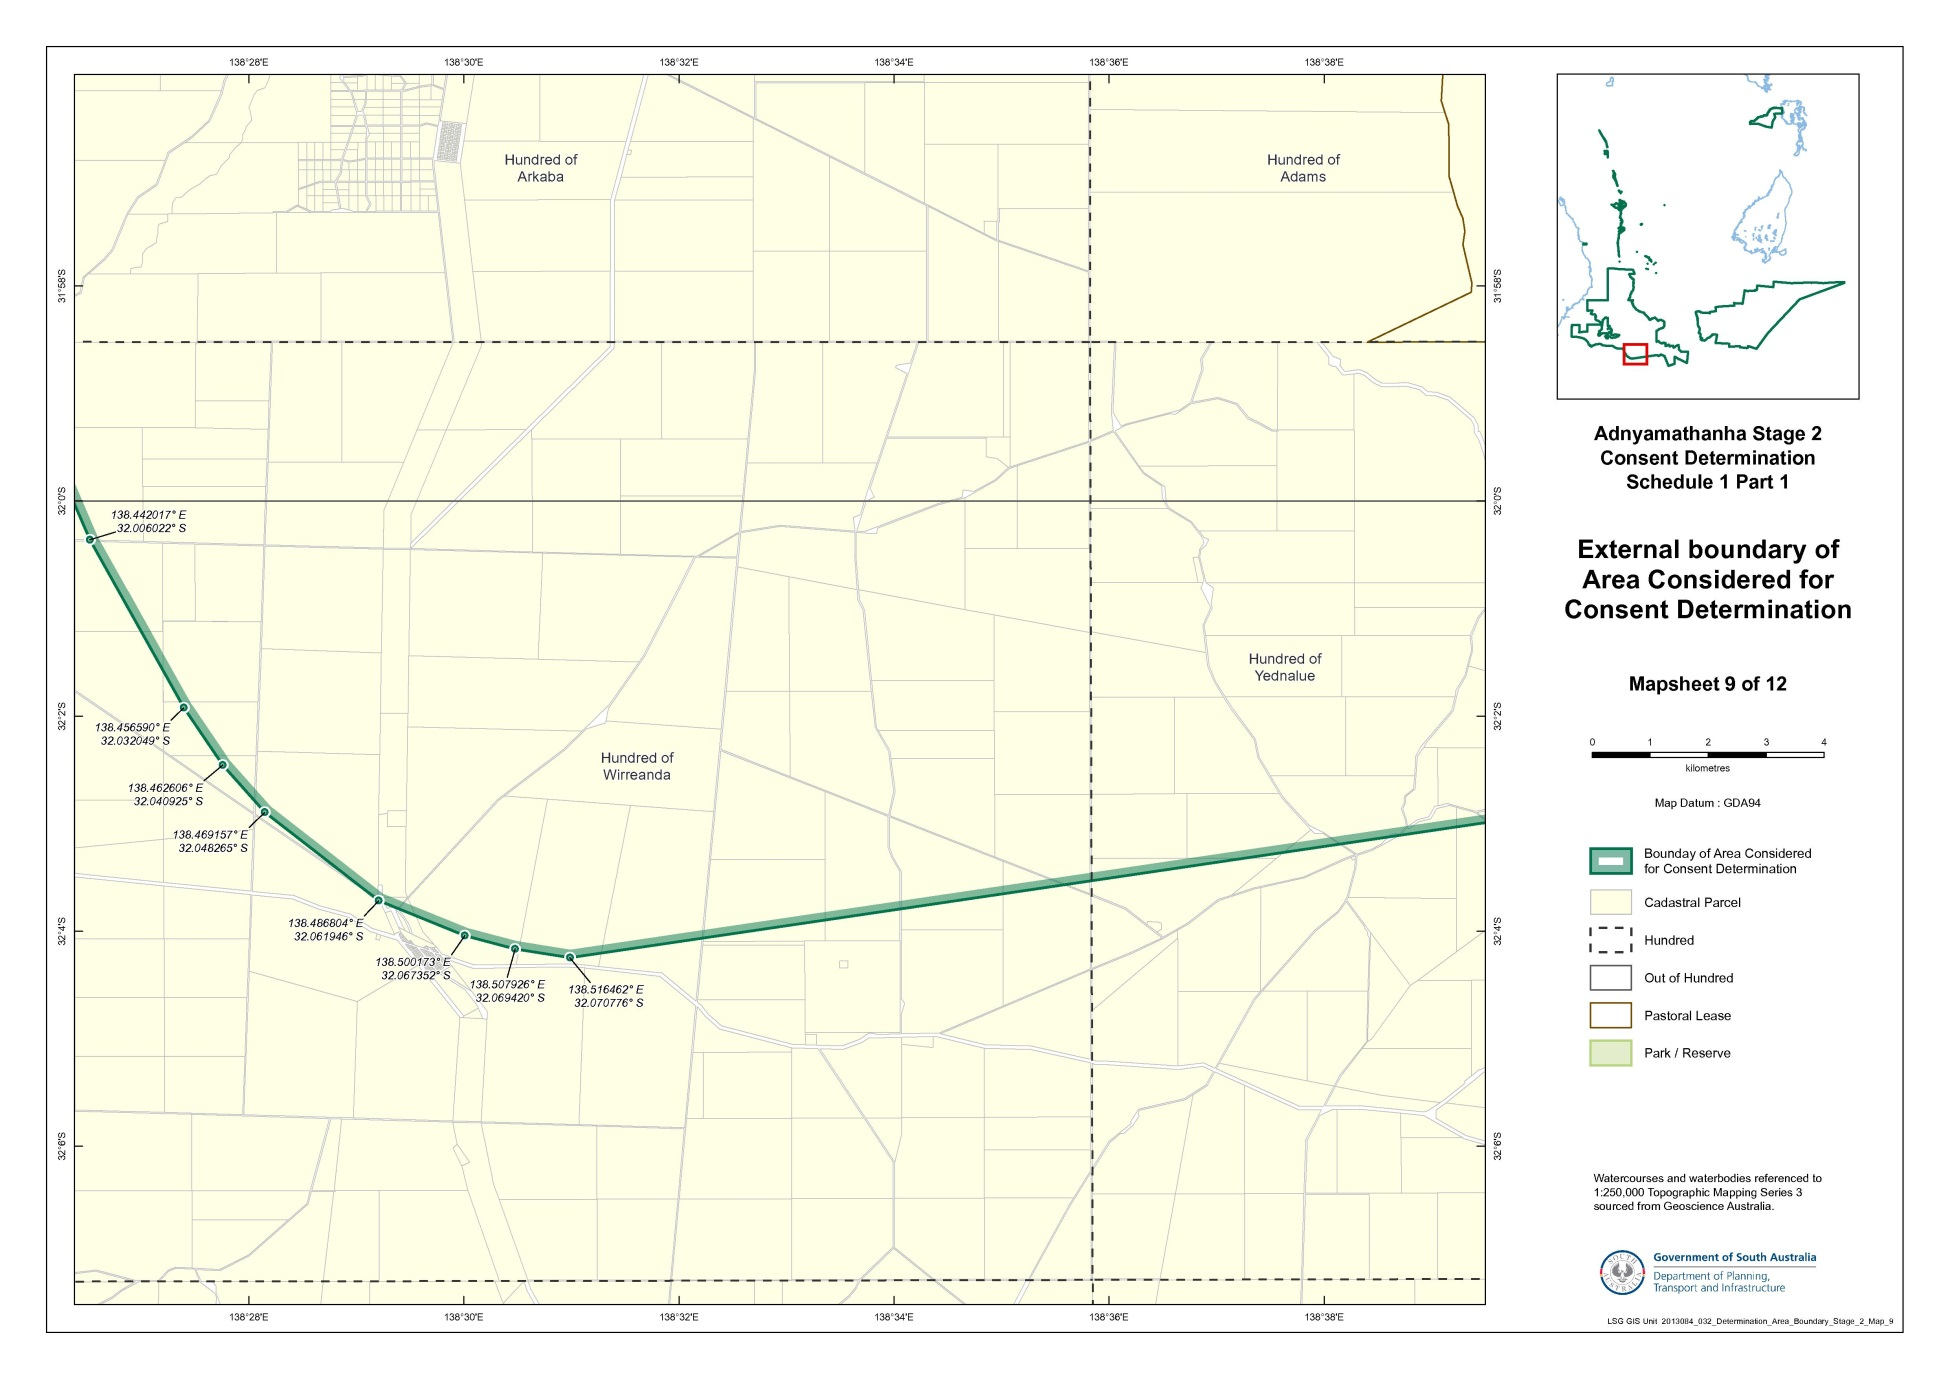 138°28'E
138°30'E
138°32'E
138°34'E
138°36'E
138°38'E
31°58'S
31°58'S
32°0'S
32°0'S
32°2'S
32°2'S
32°4'S
32°4'S
32°6'S
32°6'S
Hundred of
Arkaba
Hundred of
Adams
138.442017° E
32.006022° S
Hundred of
Yednalue
138.456590° E
32.032049° S
Hundred of
Wirreanda
138.462606° E
32.040925° S
138.469157° E
32.048265° S
138.486804° E
32.061946° S
138.500173° E
32.067352° S
138.507926° E
32.069420° S
138.516462° E
32.070776° S
138°28'E
138°30'E
138°32'E
138°34'E
138°36'E
138°38'E
Adnyamathanha Stage 2
Consent Determination
Schedule 1 Part 1
External boundary of
Area Considered for
Consent Determination
Mapsheet 9 of 12
0 1 2 3 4
kilometres
Map Datum : GDA94
Bounday of Area Considered
for Consent Determination
Cadastral Parcel
Hundred
Out of Hundred
Pastoral Lease
Park / Reserve
Watercourses and waterbodies referenced to
1:250,000 Topographic Mapping Series 3
sourced from Geoscience Australia.
SOUTH
AUSTRALIA
Government of South Australia
Department of Planning,
Transport and Infrastructure
LSG GIS Unit 2013084_032_Determination_Area_Boundary_Stage_2_Map_9